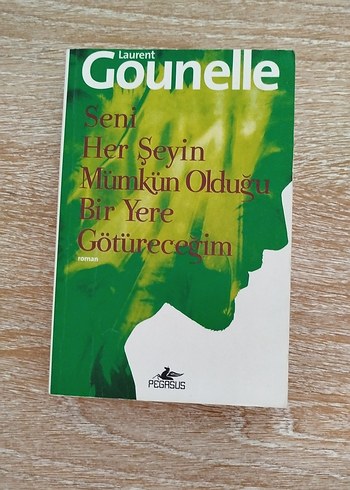 Laurent
Gounelle
Seni
Her Şeyin
Mümkün Olduğu
Bir Yere
Götüreceğim
roman
PEGASUS